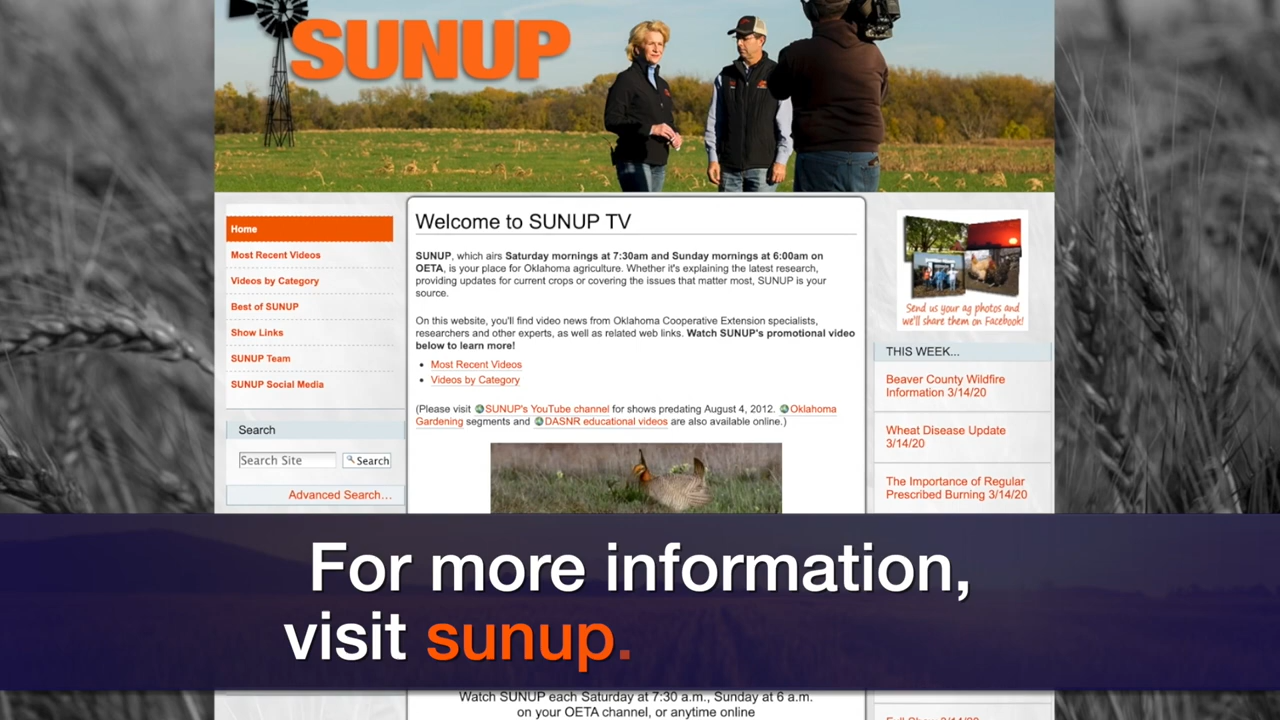 SUNUP
Home
Most Recent Videos
Videos by Category
Best of SUNUP
Show Links
SUNUP Team
SUNUP Social Media
Search
Search Site
Search
Advanced Search...
Welcome to SUNUP TV
SUNUP, which airs Saturday mornings at 7:30am and Sunday mornings at 6:00am on
OETA, is your place for Oklahoma agriculture. Whether it's explaining the latest research,
providing updates for current crops or covering the issues that matter most, SUNUP is your
source.
On this website, you'll find video news from Oklahoma Cooperative Extension specialists,
researchers and other experts, as well as related web links. Watch SUNUP's promotional video
below to learn more!
• Most Recent Videos
• Videos by Category
(Please visit SUNUP's YouTube channel for shows predating August 4, 2012. Oklahoma
Gardening segments and DASNR educational videos are also available online.)
Send us your ag photos and
we'll share them on Facebook!
THIS WEEK...
Beaver County Wildfire
Information 3/14/20
Wheat Disease Update
3/14/20
The Importance of Regular
Prescribed Burning 3/14/20
For more information,
visit sunup.
Watch SUNUP each Saturday at 7:30 a.m., Sunday at 6 a.m.
on your OETA channel, or anytime online